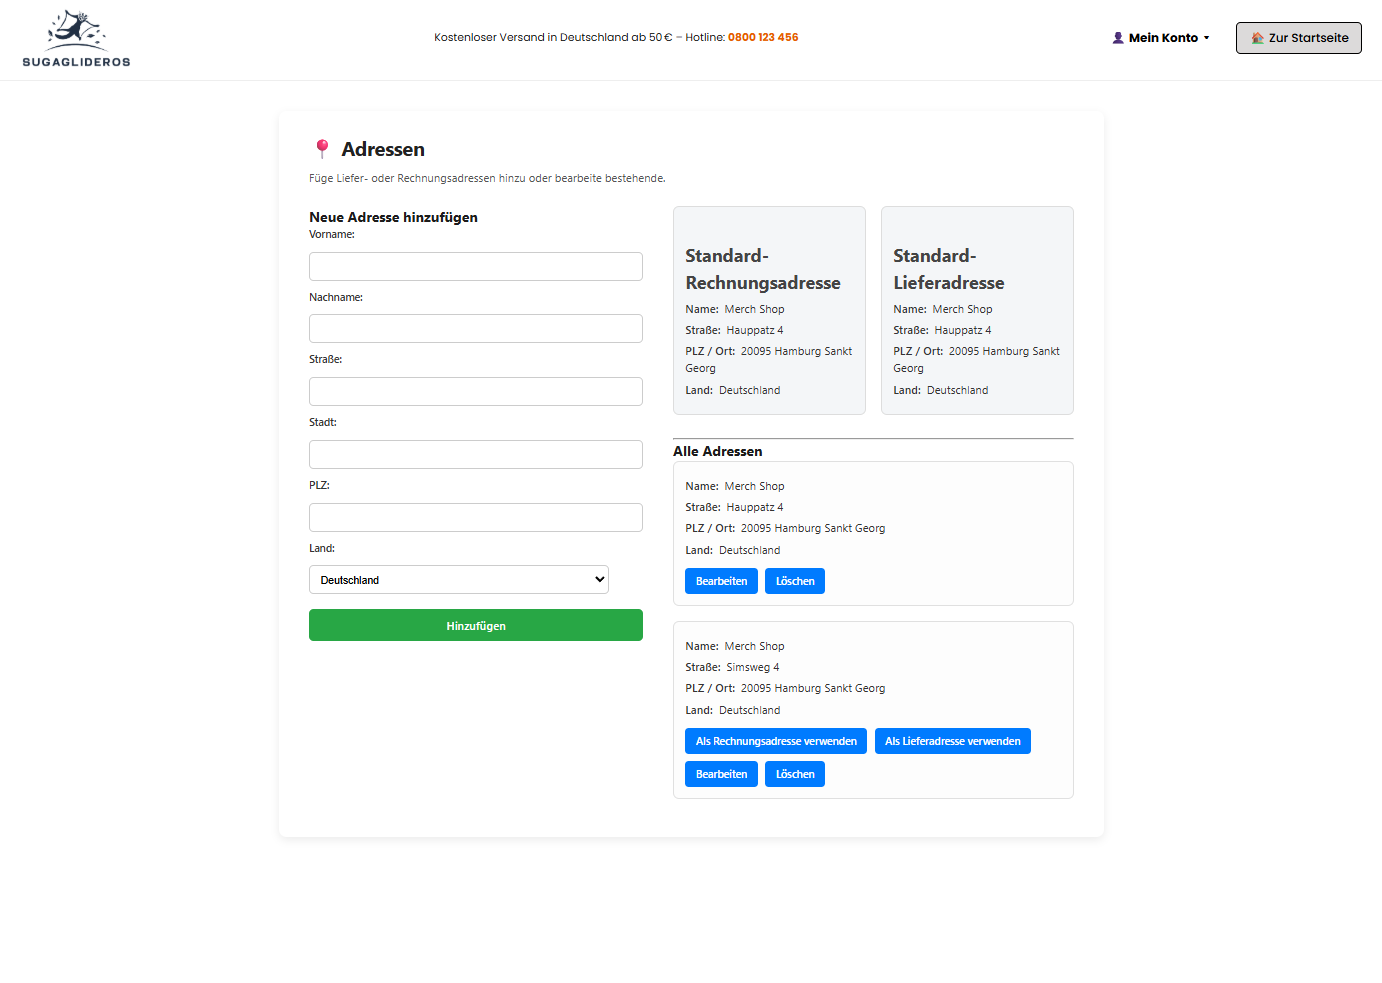 SUGAGLIDEROS
Kostenloser Versand in Deutschland ab 50 € – Hotline: 0800 123 456
Mein Konto
Zur Startseite
Adressen
Füge Liefer- oder Rechnungsadressen hinzu oder bearbeite bestehende.
Neue Adresse hinzufügen
Vorname:
Nachname:
Straße:
Stadt:
PLZ:
Land:
Deutschland
Hinzufügen
Standard-
Rechnungsadresse
Name: Merch Shop
Straße: Hauppatz 4
PLZ / Ort: 20095 Hamburg Sankt
Georg
Land: Deutschland
Standard-
Lieferadresse
Name: Merch Shop
Straße: Hauppatz 4
PLZ / Ort: 20095 Hamburg Sankt
Georg
Land: Deutschland
Alle Adressen
Name: Merch Shop
Straße: Hauppatz 4
PLZ / Ort: 20095 Hamburg Sankt Georg
Land: Deutschland
Bearbeiten Löschen
Name: Merch Shop
Straße: Simsweg 4
PLZ / Ort: 20095 Hamburg Sankt Georg
Land: Deutschland
Als Rechnungsadresse verwenden Als Lieferadresse verwenden
Bearbeiten Löschen